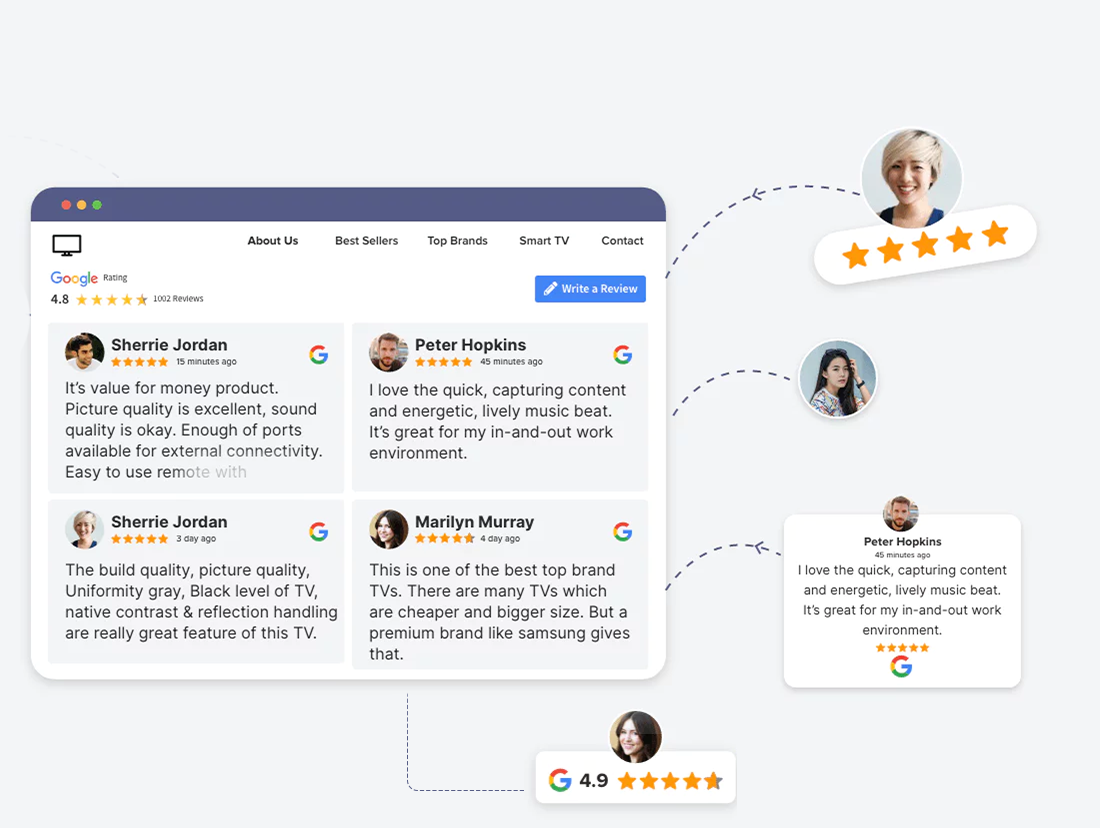 About Us Best Sellers Top Brands Smart TV Contact
Google Rating
4.8 1002 Reviews
Write a Review
Sherrie Jordan
15 minutes ago
It’s value for money product.
Picture quality is excellent, sound
quality is okay. Enough of ports
available for external connectivity.
Easy to use remote with
Peter Hopkins
45 minutes ago
I love the quick, capturing content
and energetic, lively music beat.
It’s great for my in-and-out work
environment.
Sherrie Jordan
3 day ago
The build quality, picture quality,
Uniformity gray, Black level of TV,
native contrast & reflection handling
are really great feature of this TV.
Marilyn Murray
4 day ago
This is one of the best top brand
TVs. There are many TVs which
are cheaper and bigger size. But a
premium brand like samsung gives
that.
Peter Hopkins
45 minutes ago
I love the quick, capturing content
and energetic, lively music beat.
It’s great for my in-and-out work
environment.
G
G 4.9